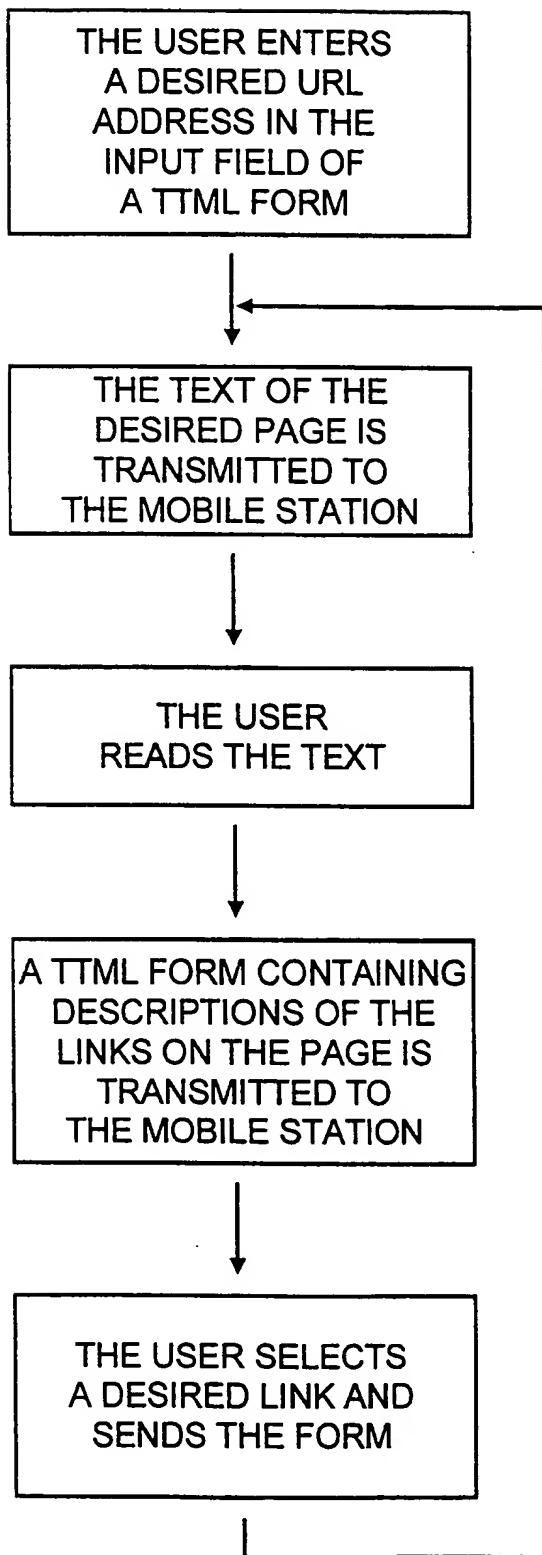 THE USER ENTERS
A DESIRED URL
ADDRESS IN THE
INPUT FIELD OF
A TTML FORM
THE TEXT OF THE
DESIRED PAGE IS
TRANSMITTED TO
THE MOBILE STATION
THE USER
READS THE TEXT
A TTML FORM CONTAINING
DESCRIPTIONS OF THE
LINKS ON THE PAGE IS
TRANSMITTED TO
THE MOBILE STATION
THE USER SELECTS
A DESIRED LINK AND
SENDS THE FORM